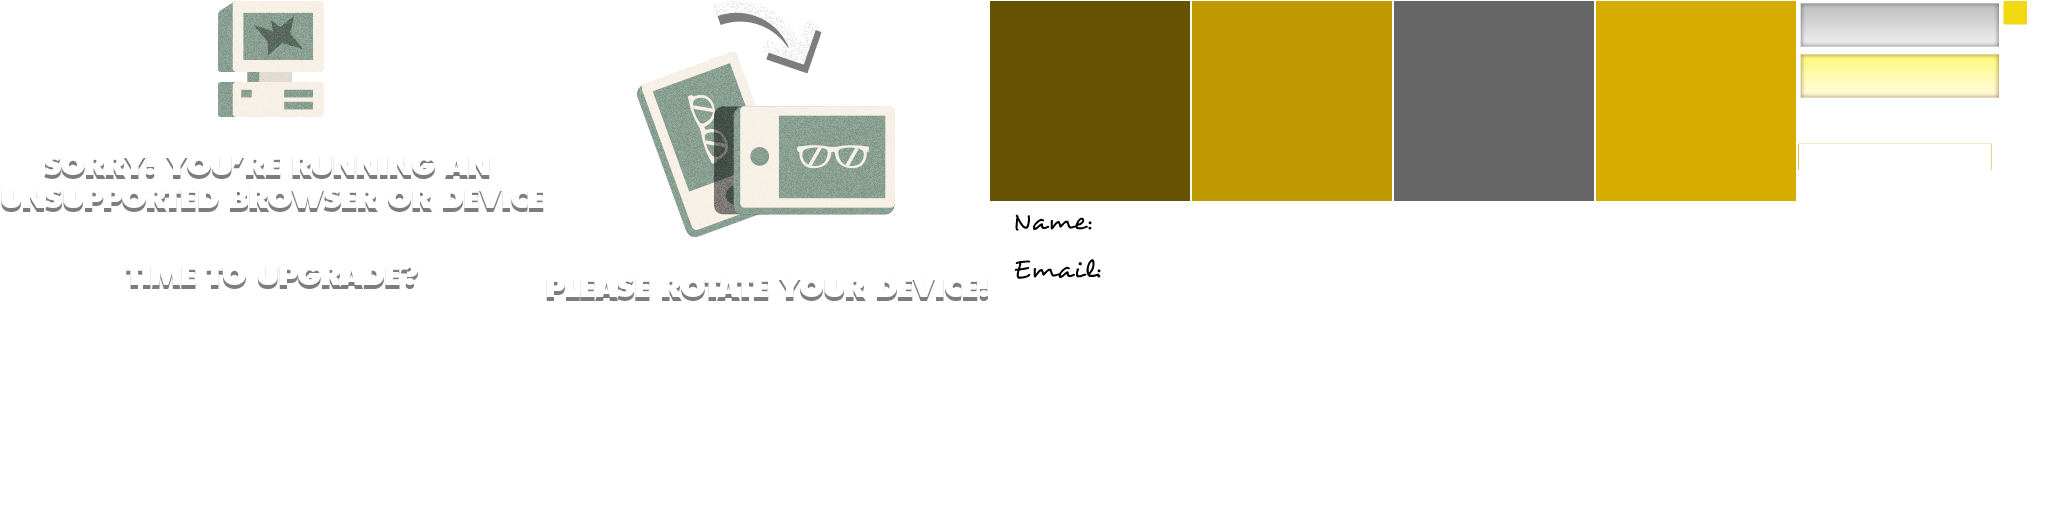 SORRY! YOU'RE RUNNING AN
UNSUPPORTED BROWSER OR DEVICE
TIME TO UPGRADE?
PLEASE ROTATE YOUR DEVICE!
Name:
Email: